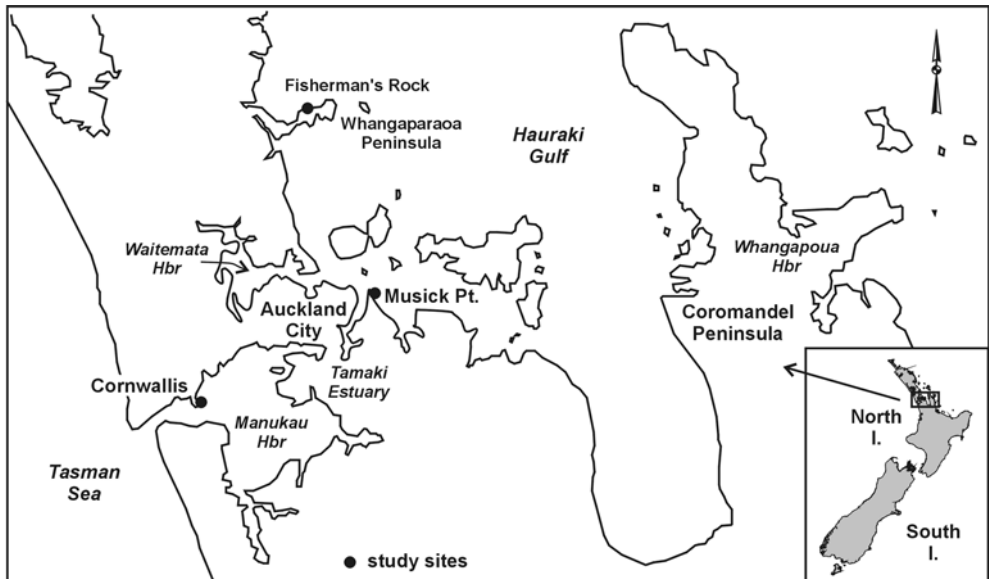 Fisherman's Rock
Whangaparaoa
Peninsula
Hauraki
Gulf
Waitemata
Hbr
Whangapoua
Hbr
Auckland
City
Musick Pt.
Coromandel
Peninsula
Tamaki
Estuary
Cornwallis
Manukau
Hbr
North
I.
Tasman
Sea
South
I.
study sites